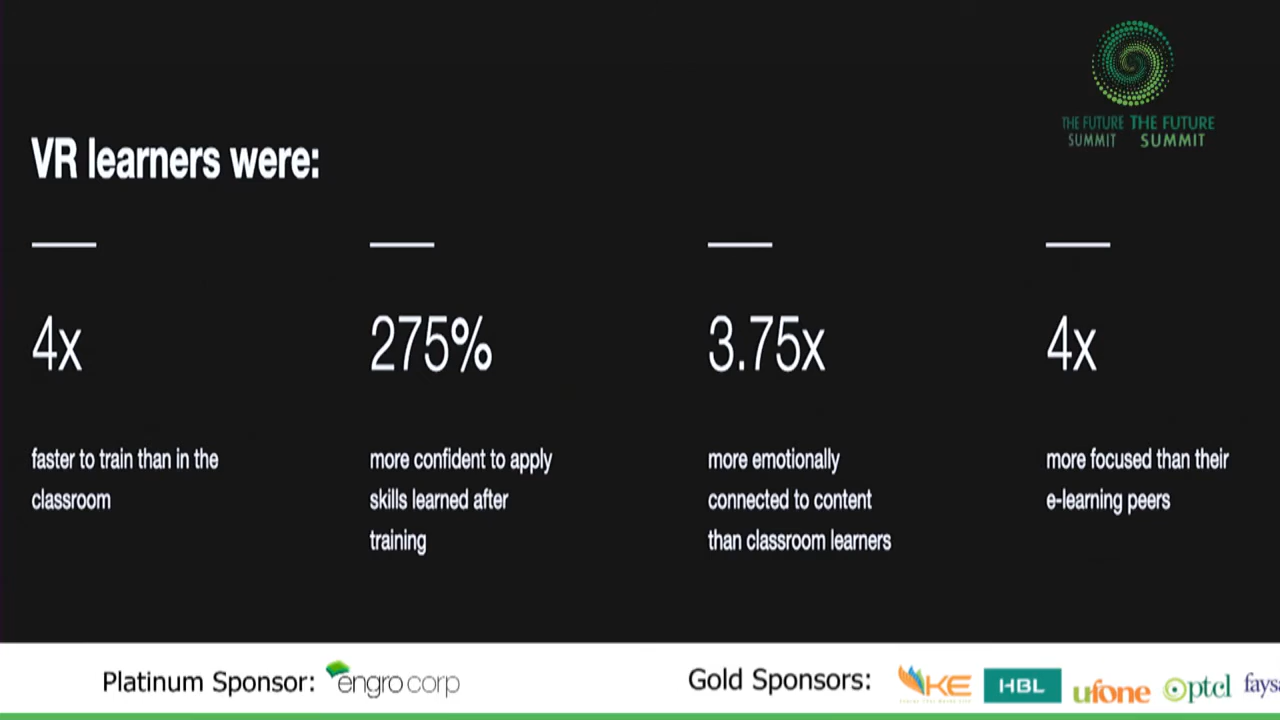 THE FUTURE THE FUTURE
SUMMIT SUMMIT
VR learners were:
4x
faster to train than in the
classroom
275%
more confident to apply
skills learned after
training
3.75x
more emotionally
connected to content
than classroom learners
4x
more focused than their
e-learning peers
Platinum Sponsor: engro corp
Gold Sponsors: KE HBL ufone ptcl faysa